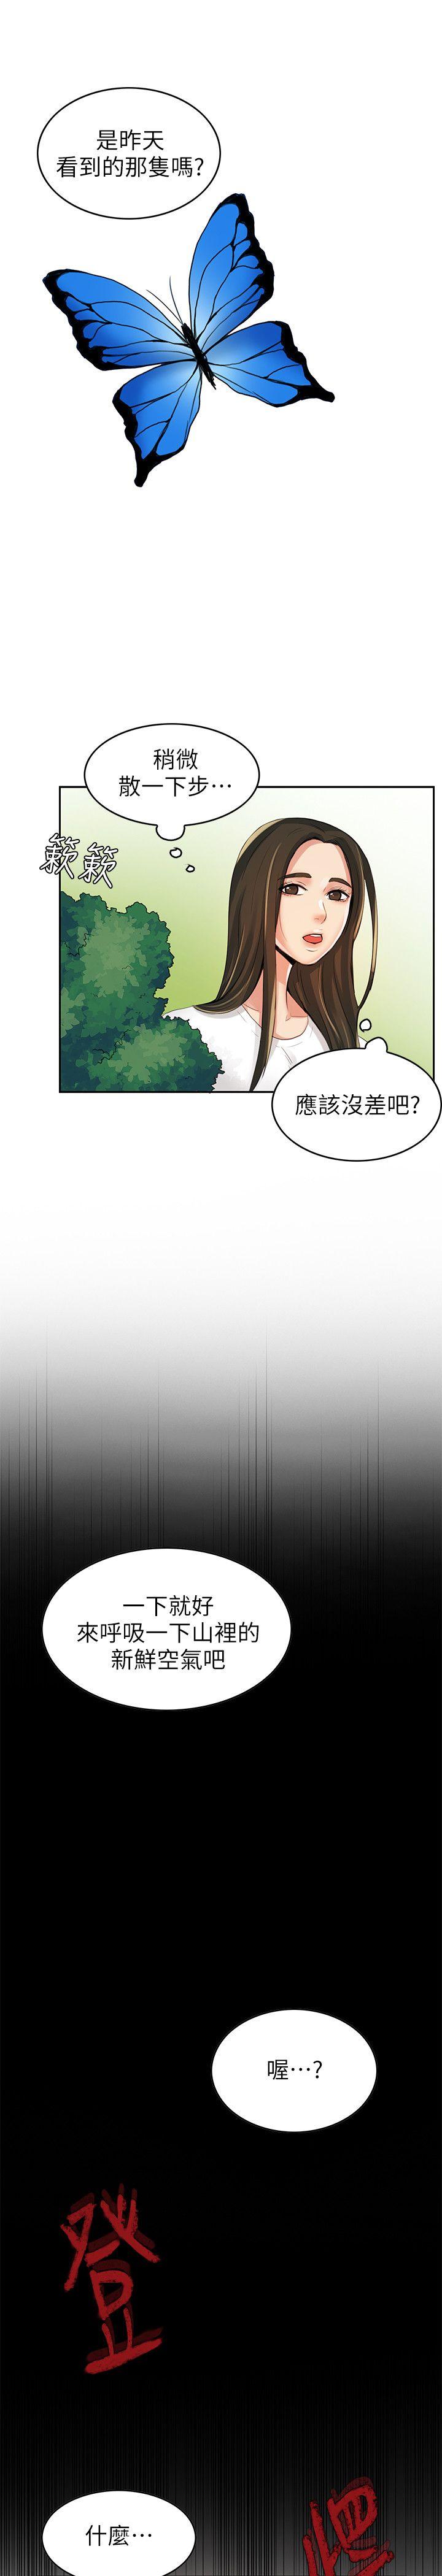 是昨天
看到的那隻嗎?
稍微
散一下步…
簌簌
應該沒差吧?
一下就好
來呼吸一下山裡的
新鮮空氣吧
喔…?
登
什麼…